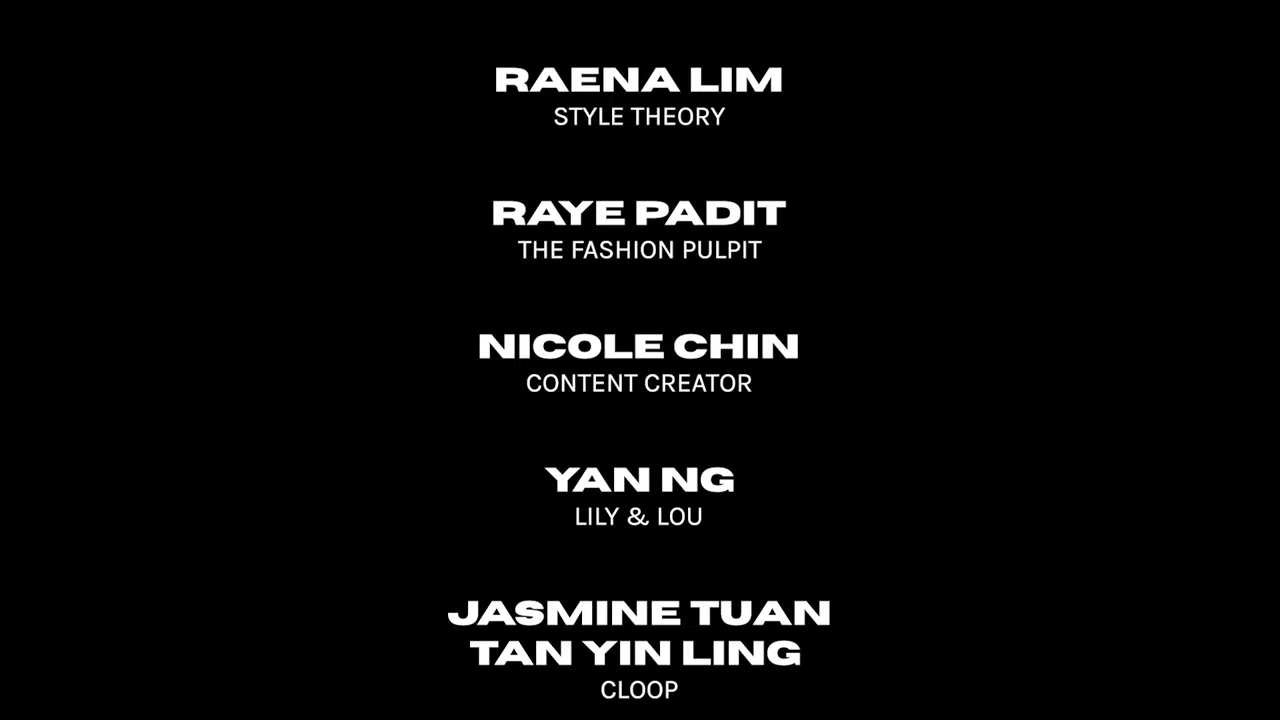 RAENA LIM
STYLE THEORY
RAYE PADIT
THE FASHION PULPIT
NICOLE CHIN
CONTENT CREATOR
YAN NG
LILY & LOU
JASMINE TUAN
TAN YIN LING
CLOOP